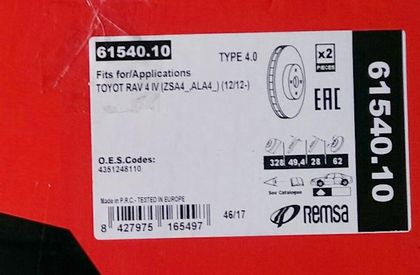 61540.10
TYPE 4.0
x2
PIECES
Fits for/Applications
TOYOT RAV 4 IV (ZSA4_,ALA4_) (12/12-)
EAC
O.E.S.Codes:
4351248110
328 49,4 28 62
See Catalogue
Made in P.R.C.- TESTED IN EUROPE
46/17
8 427975 165497
REMSA
61540.10